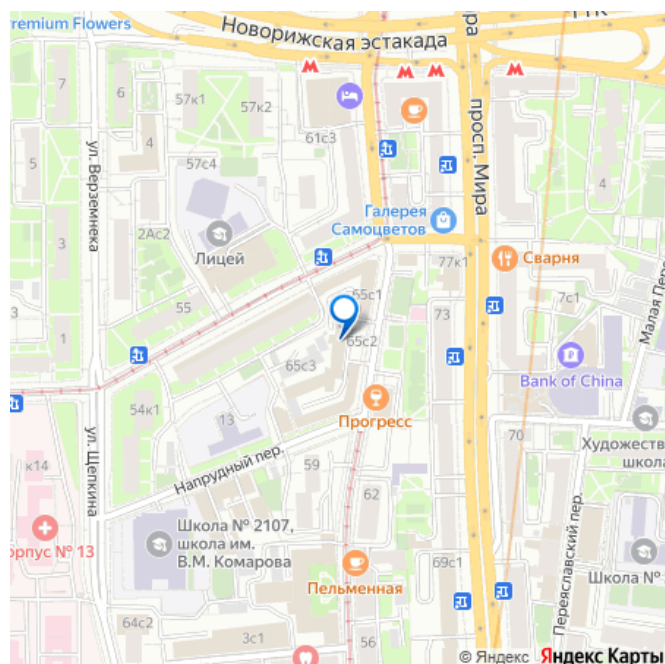 Premium Flowers
ТТК
Новорижская эстакада
просп. Мира
7
6
57к1
57к2
ул. Верземнека
5
4
61с3
57с4
4
2Ас2
Галерея
Самоцветов
3
Лицей
77к1
Сварня
Малая Пере
55
65с1
7с1
73
1
65с2
65с3
Bank of China
54к1
13
Прогресс
ул. Щепкина
70
Художеств
школа
к14
Напрудный пер.
59
62
Школа № 2107,
школа им.
В.М. Комарова
Корпус № 13
69с1
Переяславский пер.
Школа №
Пельменная
64с2
3с1
56
© Яндекс Яндекс Карты